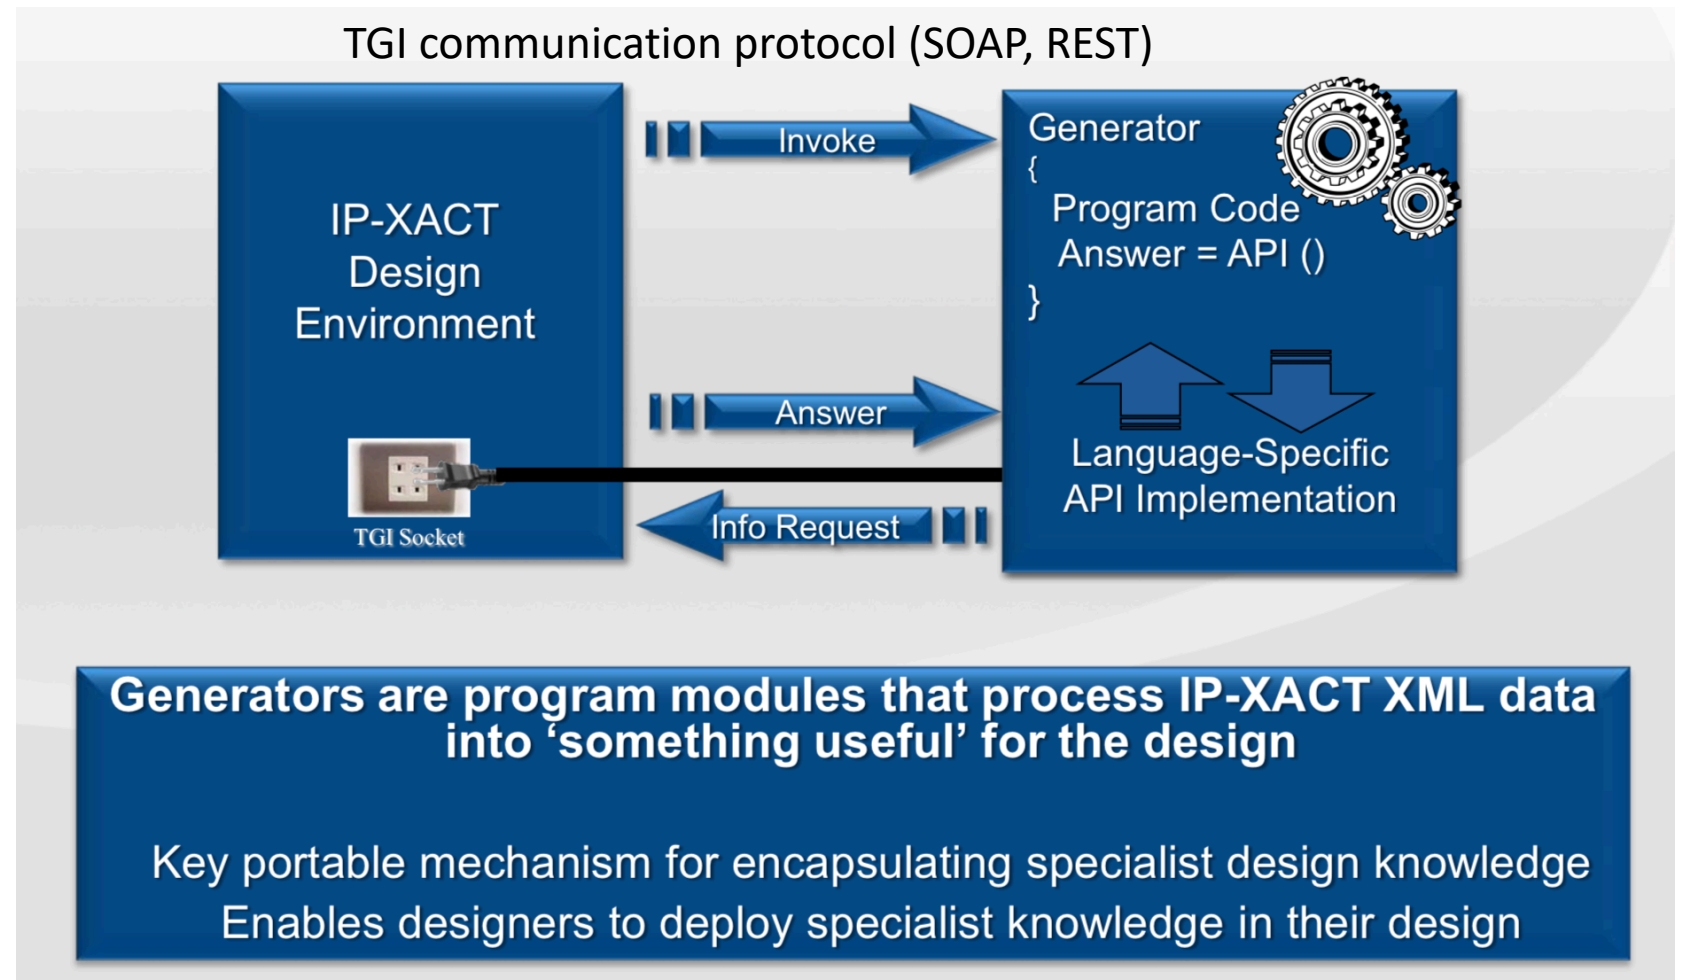 TGI communication protocol (SOAP, REST)
IP-XACT
Design
Environment
TGI Socket
Invoke
Answer
Info Request
Generator
{
Program Code
Answer = API ()
}
Language-Specific
API Implementation
Generators are program modules that process IP-XACT XML data
into ‘something useful’ for the design
Key portable mechanism for encapsulating specialist design knowledge
Enables designers to deploy specialist knowledge in their design